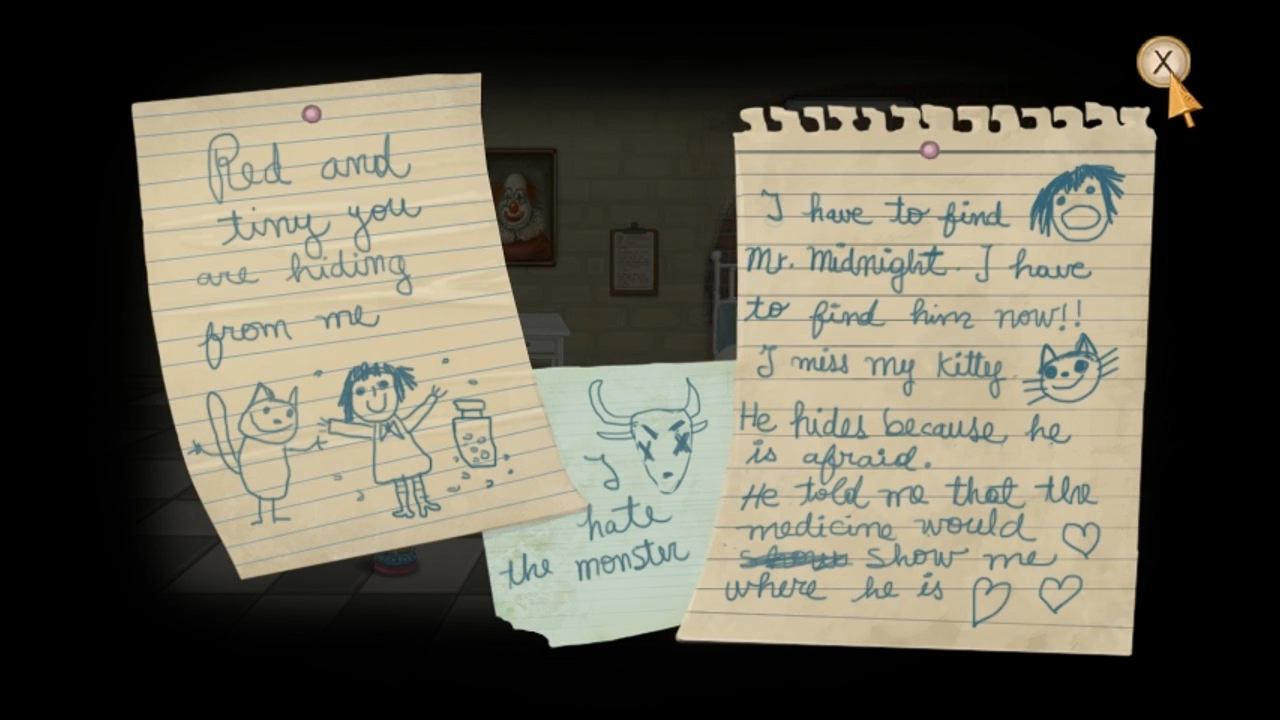 Red and
tiny you
are hiding
from me
I
hate
the monster
I have to find
Mr. Midnight. I have
to find him now!!
I miss my Kitty
He hides because he
is afraid.
He told me that the
medicine would
show me
where he is
X